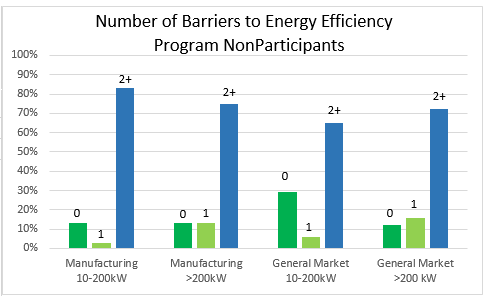 Number of Barriers to Energy Efficiency
Program NonParticipants
100%
90%
80%
70%
60%
50%
40%
30%
20%
10%
0%
0
1
2+
0
1
2+
0
1
2+
0
1
2+
Manufacturing
10-200kW
Manufacturing
>200kW
General Market
10-200kW
General Market
>200 kW